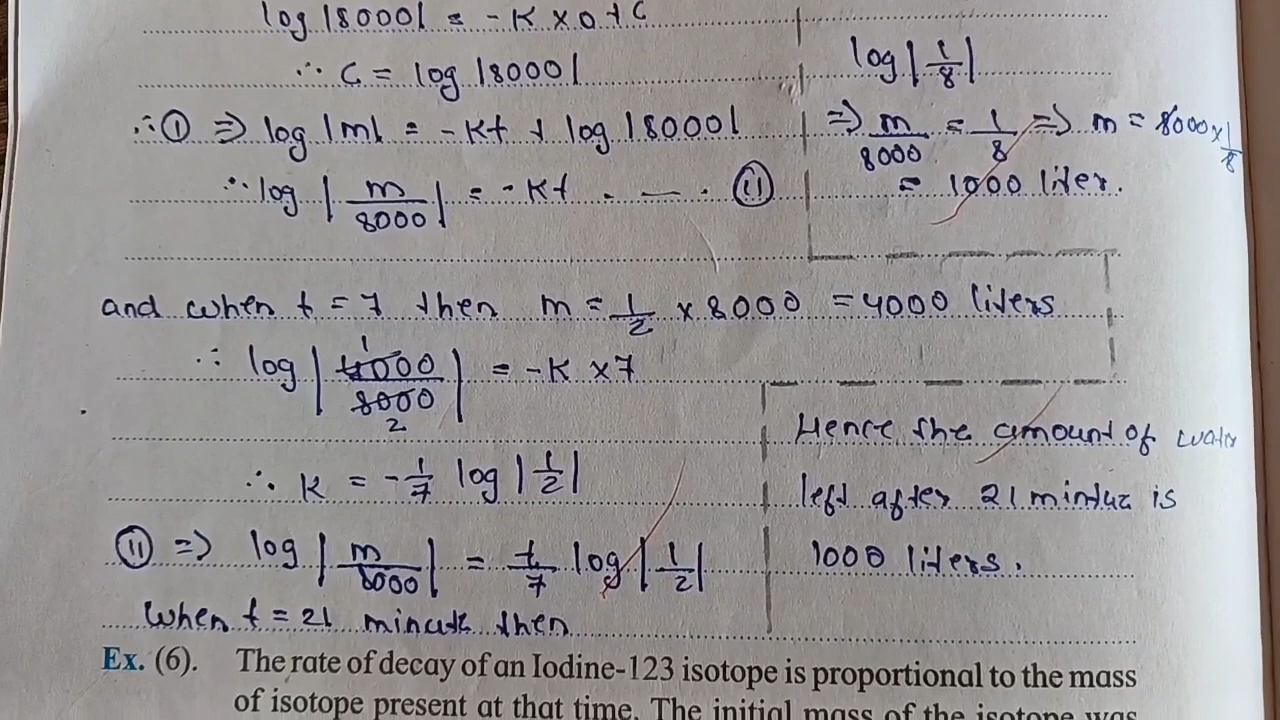 log |8000| = -K x 0 + C
∴ C = log |8000|
∴ ① ⇒ log |m| = -Kt + log |8000|
∴ log | m/8000 | = -Kt - — - ⑪
and when t = 7 then m = 1/2 x 8000 = 4000 liters
∴ log | 4000/8000 | = -K x 7
1
2
∴ K = -1/7 log | 1/2 |
⑪ ⇒ log | m/8000 | = t/7 log | 1/2 |
When t = 21 minute then
log | 1/8 |
⇒ m/8000 = 1/8 ⇒ m = 8000 x 1/8
= 1000 liter.
Hence the amount of water
left after 21 mintue is
1000 liters.
Ex. (6). The rate of decay of an Iodine-123 isotope is proportional to the mass
of isotope present at that time. The initial mass of the isotope was